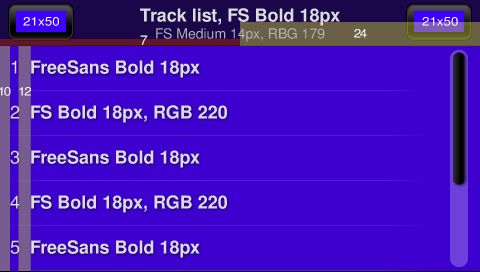 Track list, FS Bold 18px
21x50
21x50
FS Medium 14px, RBG 179
7
24
1 FreeSans Bold 18px
10 12
2 FS Bold 18px, RGB 220
3 FreeSans Bold 18px
4 FS Bold 18px, RGB 220
5 FreeSans Bold 18px